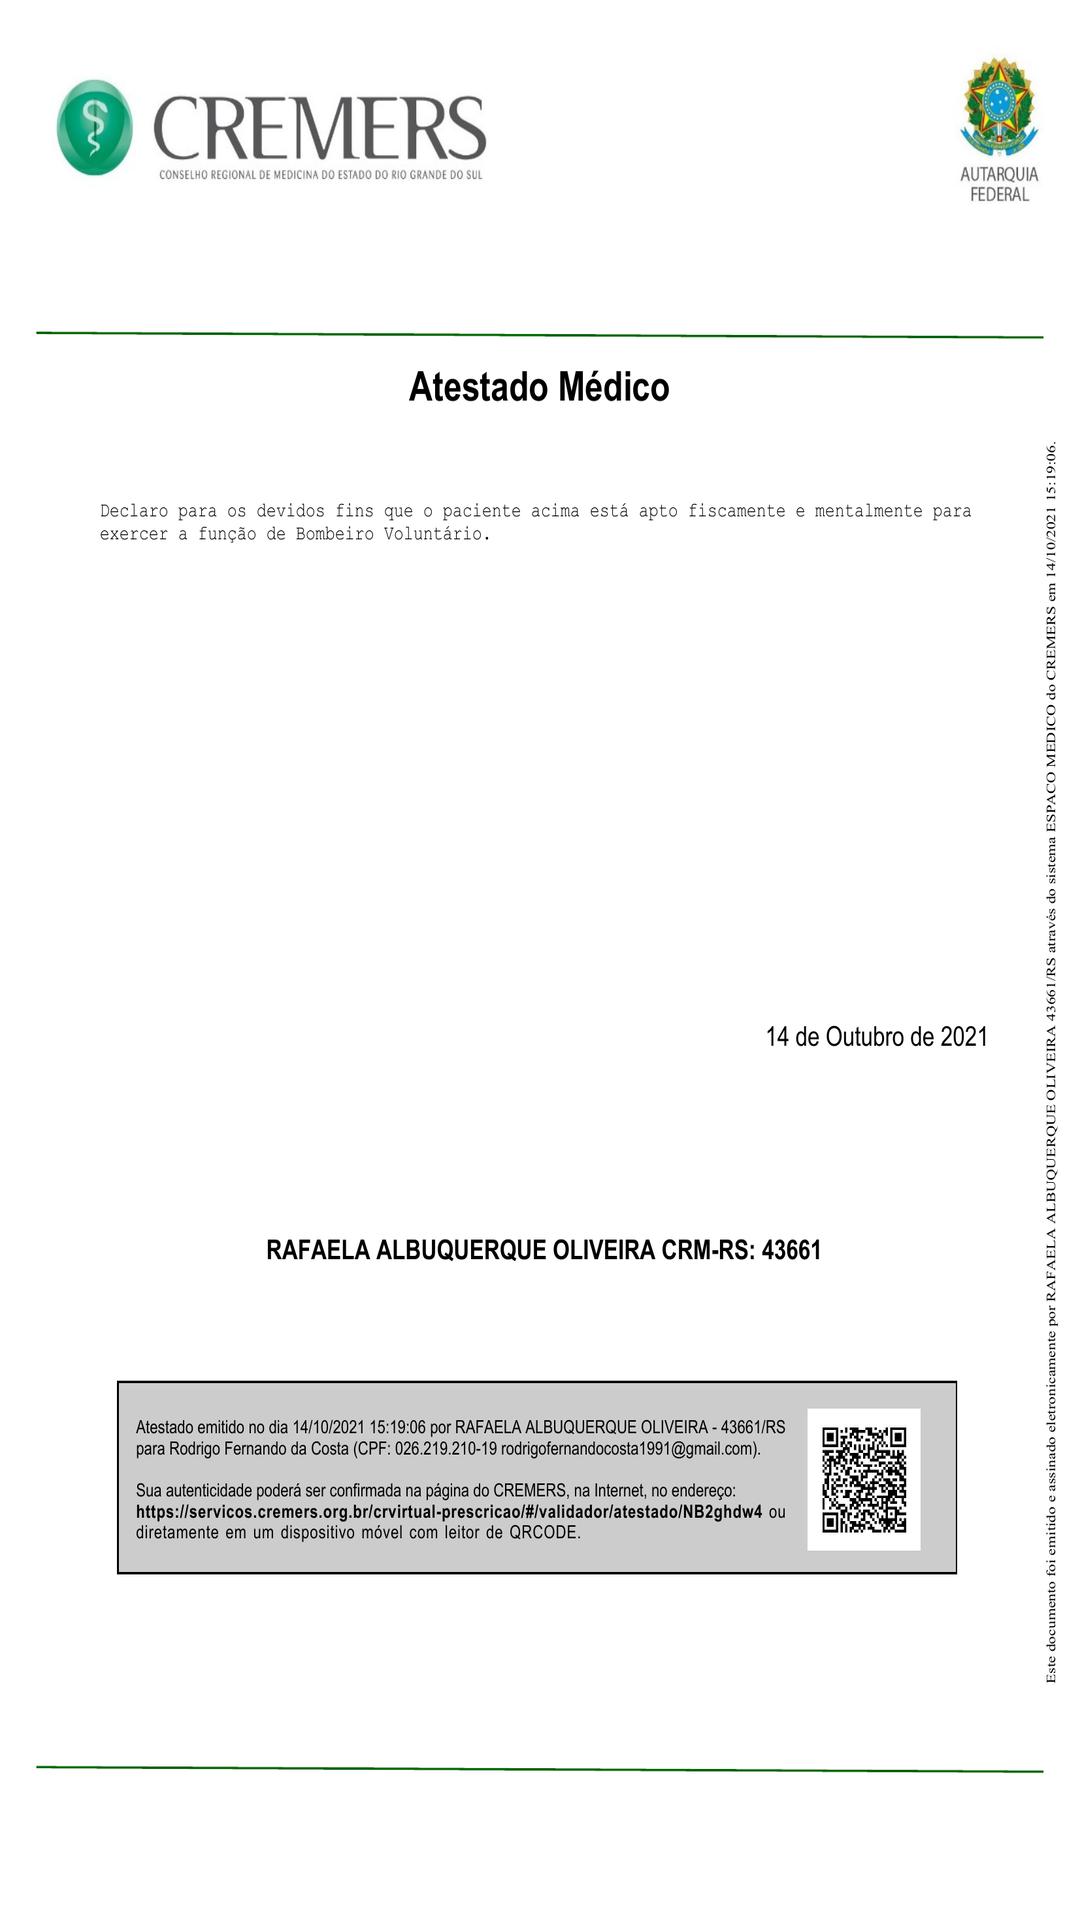 CREMERS
CONSELHO REGIONAL DE MEDICINA DO ESTADO DO RIO GRANDE DO SUL
AUTARQUIA
FEDERAL
Atestado Médico
Declaro para os devidos fins que o paciente acima está apto fiscamente e mentalmente para
exercer a função de Bombeiro Voluntário.
14 de Outubro de 2021
RAFAELA ALBUQUERQUE OLIVEIRA CRM-RS: 43661
Atestado emitido no dia 14/10/2021 15:19:06 por RAFAELA ALBUQUERQUE OLIVEIRA - 43661/RS
para Rodrigo Fernando da Costa (CPF: 026.219.210-19 rodrigofernandocosta1991@gmail.com).
Sua autenticidade poderá ser confirmada na página do CREMERS, na Internet, no endereço:
https://servicos.cremers.org.br/crvirtual-prescricao/#/validador/atestado/NB2ghdw4 ou
diretamente em um dispositivo móvel com leitor de QRCODE.
Este documento foi emitido e assinado eletronicamente por RAFAELA ALBUQUERQUE OLIVEIRA 43661/RS através do sistema ESPACO MEDICO do CREMERS em 14/10/2021 15:19:06.